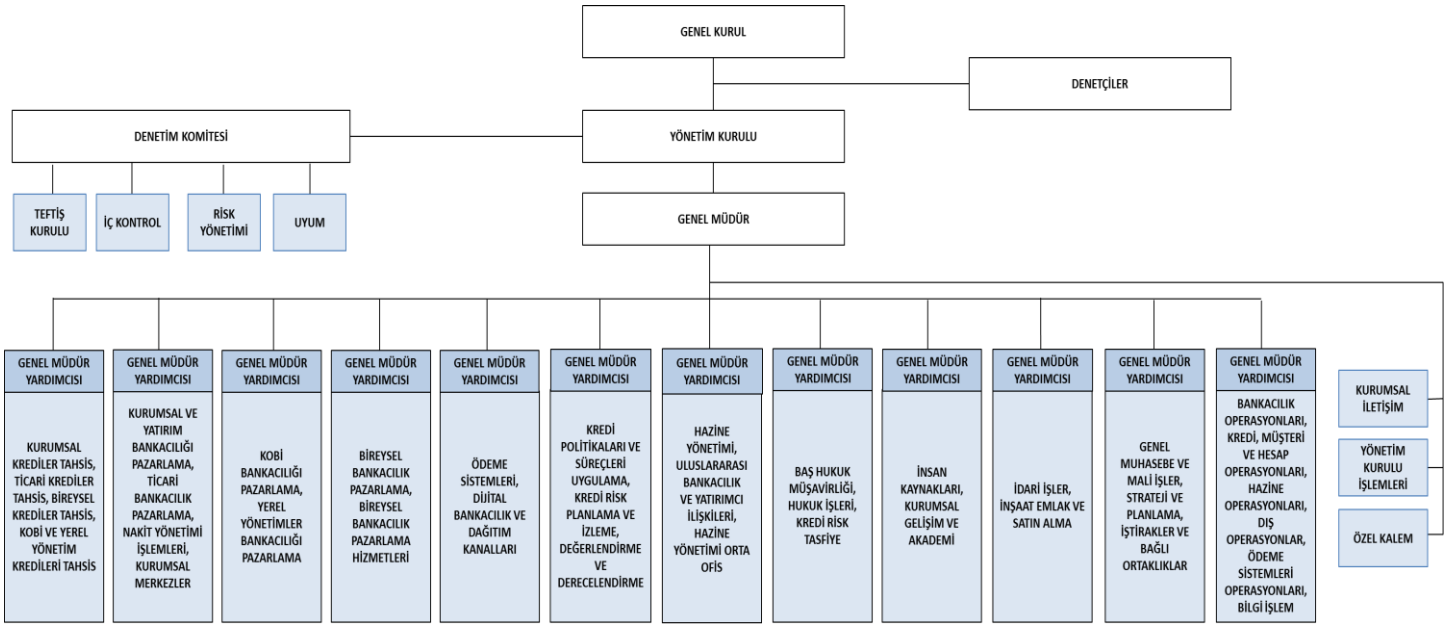 GENEL KURUL
DENETÇİLER
DENETİM KOMİTESİ
YÖNETİM KURULU
TEFTİŞ
KURULU
İÇ KONTROL
RİSK
YÖNETİMİ
UYUM
GENEL MÜDÜR
GENEL MÜDÜR
YARDIMCISI
KURUMSAL
KREDİLER TAHSİS,
TİCARİ KREDİLER
TAHSİS, BİREYSEL
KREDİLER TAHSİS,
KOBİ VE YEREL
YÖNETİM
KREDİLERİ TAHSİS
GENEL MÜDÜR
YARDIMCISI
KURUMSAL VE
YATIRIM
BANKACILIĞI
PAZARLAMA,
TİCARİ
BANKACILIK
PAZARLAMA,
NAKİT YÖNETİMİ
İŞLEMLERİ,
KURUMSAL
MERKEZLER
GENEL MÜDÜR
YARDIMCISI
KOBİ
BANKACILIĞI
PAZARLAMA,
YEREL
YÖNETİMLER
BANKACILIĞI
PAZARLAMA
GENEL MÜDÜR
YARDIMCISI
BİREYSEL
BANKACILIK
PAZARLAMA,
BİREYSEL
BANKACILIK
PAZARLAMA
HİZMETLERİ
GENEL MÜDÜR
YARDIMCISI
ÖDEME
SİSTEMLERİ,
DİJİTAL
BANKACILIK VE
DAĞITIM
KANALLARI
GENEL MÜDÜR
YARDIMCISI
KREDİ
POLİTİKALARI VE
SÜREÇLERİ
UYGULAMA,
KREDİ RİSK
PLANLAMA VE
İZLEME,
DEĞERLENDİRME
VE
DERECELENDİRME
GENEL MÜDÜR
YARDIMCISI
HAZİNE
YÖNETİMİ,
ULUSLARARASI
BANKACILIK
VE YATIRIMCI
İLİŞKİLERİ,
HAZİNE
YÖNETİMİ ORTA
OFİS
GENEL MÜDÜR
YARDIMCISI
BAŞ HUKUK
MÜŞAVİRLİĞİ,
HUKUK İŞLERİ,
KREDİ RİSK
TASFİYE
GENEL MÜDÜR
YARDIMCISI
İNSAN
KAYNAKLARI,
KURUMSAL
GELİŞİM VE
AKADEMİ
GENEL MÜDÜR
YARDIMCISI
İDARİ İŞLER,
İNŞAAT EMLAK VE
SATIN ALMA
GENEL MÜDÜR
YARDIMCISI
GENEL
MUHASEBE VE
MALİ İŞLER,
STRATEJİ VE
PLANLAMA,
İŞTİRAKLER VE
BAĞLI
ORTAKLIKLAR
GENEL MÜDÜR
YARDIMCISI
BANKACILIK
OPERASYONLARI,
KREDİ, MÜŞTERİ
VE HESAP
OPERASYONLARI,
HAZİNE
OPERASYONLARI,
DIŞ
OPERASYONLAR,
ÖDEME
SİSTEMLERİ
OPERASYONLARI,
BİLGİ İŞLEM
KURUMSAL
İLETİŞİM
YÖNETİM
KURULU
İŞLEMLERİ
ÖZEL KALEM